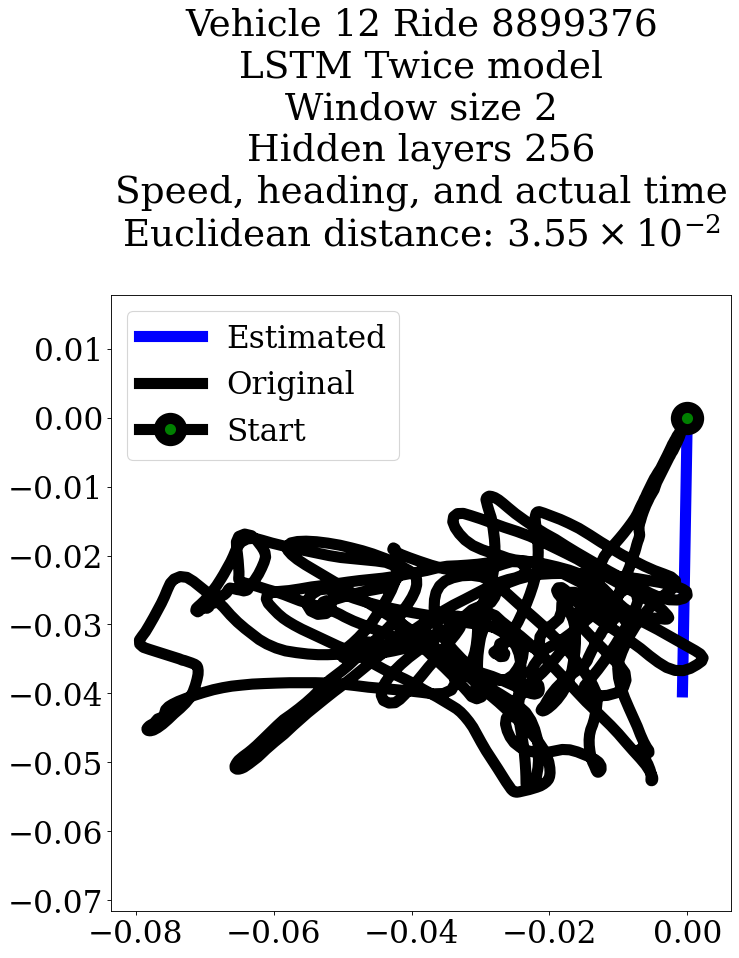 Vehicle 12 Ride 8899376
LSTM Twice model
Window size 2
Hidden layers 256
Speed, heading, and actual time
Euclidean distance: 3.55 × 10⁻²
Estimated
Original
Start
0.01
0.00
−0.01
−0.02
−0.03
−0.04
−0.05
−0.06
−0.07
−0.08 −0.06 −0.04 −0.02 0.00